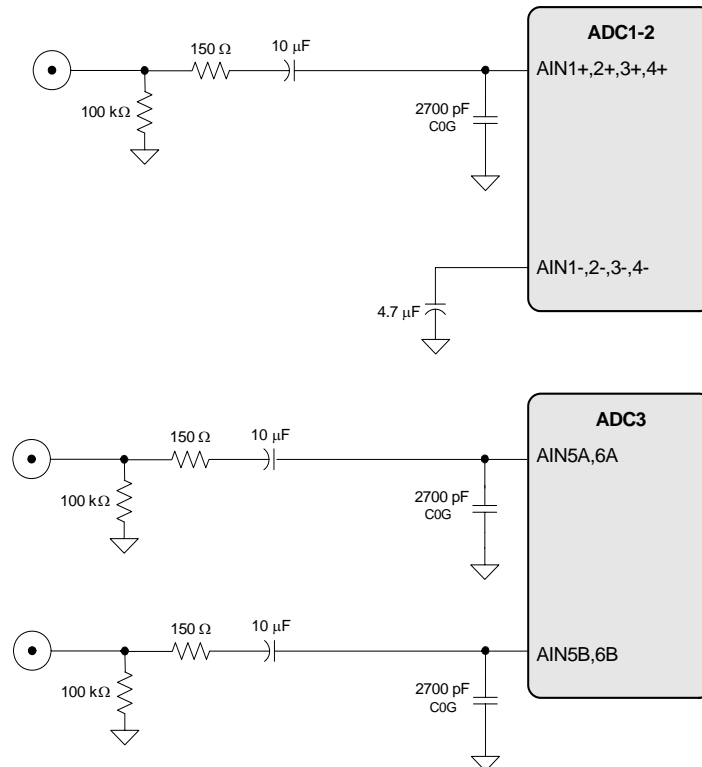 ADC1-2
150 Ω
10 μF
AIN1+,2+,3+,4+
100 kΩ
2700 pF
C0G
AIN1-,2-,3-,4-
4.7 μF
ADC3
150 Ω
10 μF
AIN5A,6A
100 kΩ
2700 pF
C0G
150 Ω
10 μF
AIN5B,6B
100 kΩ
2700 pF
C0G